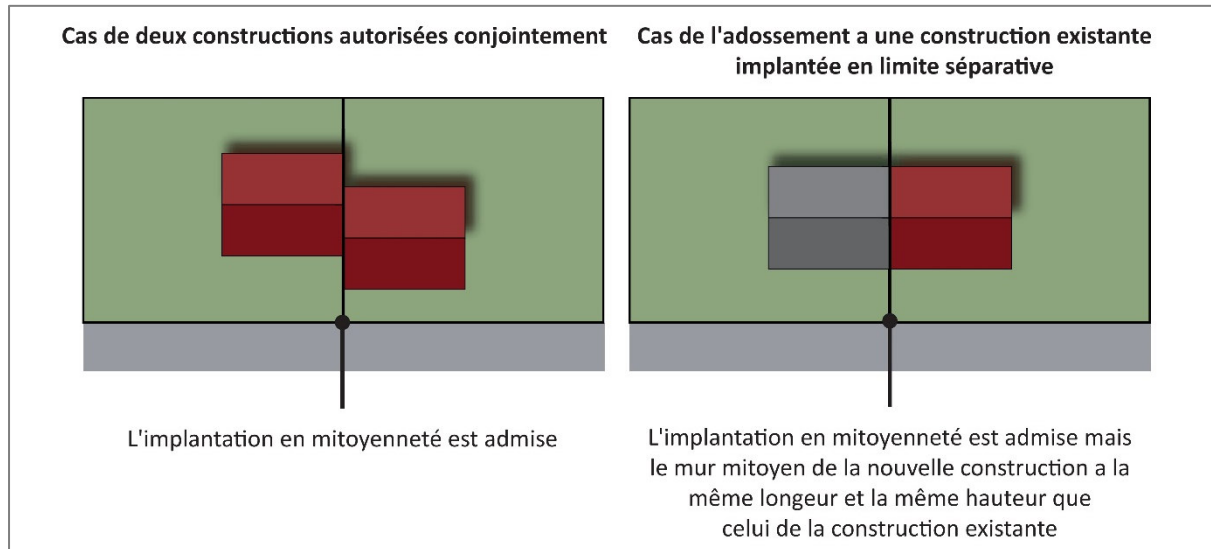 Cas de deux constructions autorisées conjointement
L'implantation en mitoyenneté est admise
Cas de l'adossement a une construction existante
implantée en limite séparative
L'implantation en mitoyenneté est admise mais
le mur mitoyen de la nouvelle construction a la
même longeur et la même hauteur que
celui de la construction existante